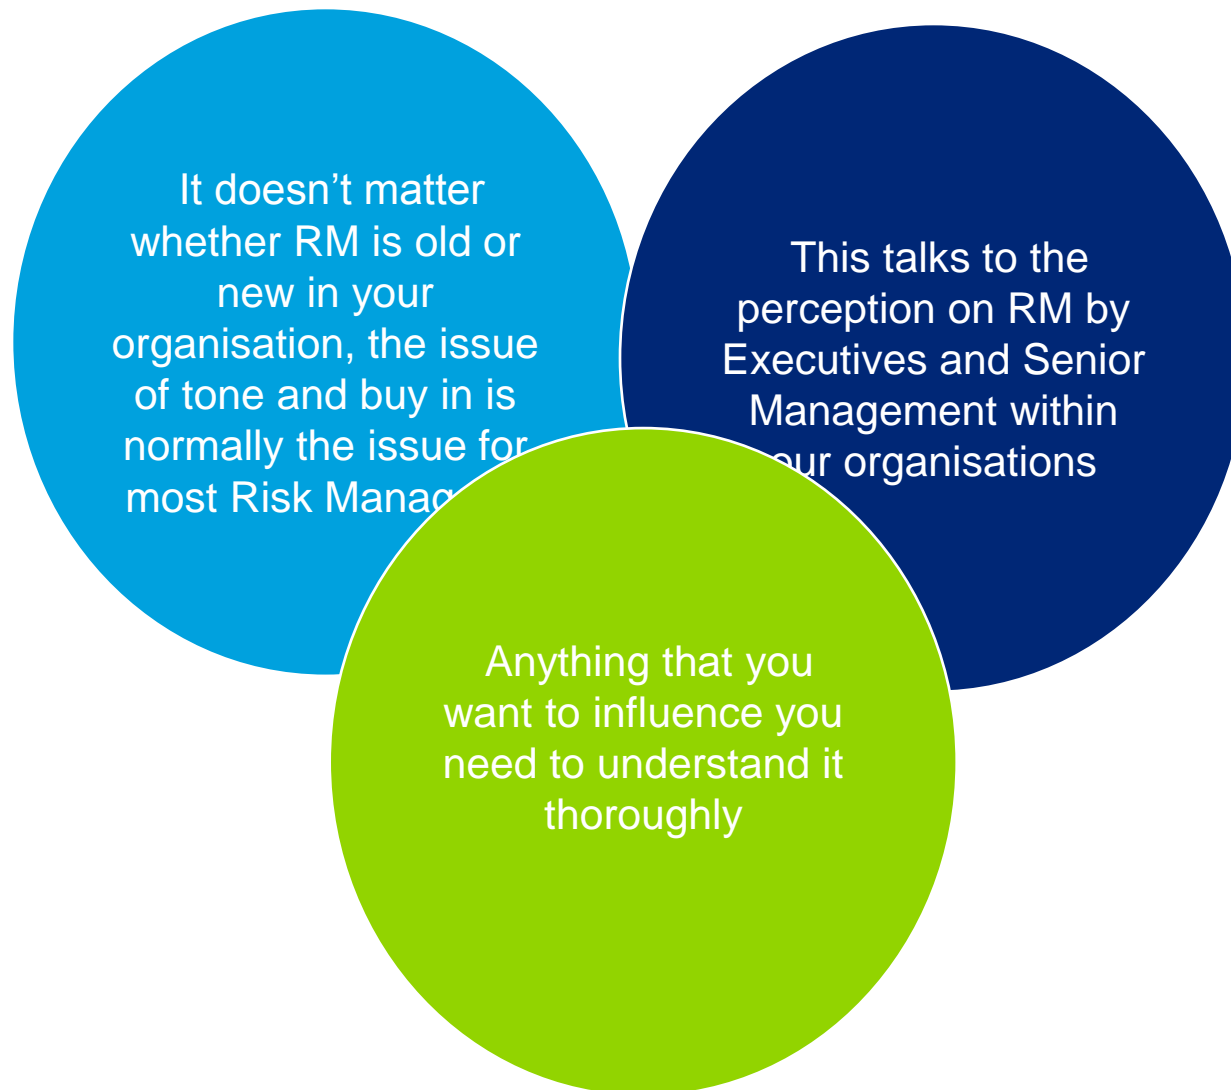 It doesn’t matter
whether RM is old or
new in your
organisation, the issue
of tone and buy in is
normally the issue for
most Risk
This talks to the
perception on RM by
Executives and Senior
Management within
organisations
Anything that you
want to influence you
need to understand it
thoroughly